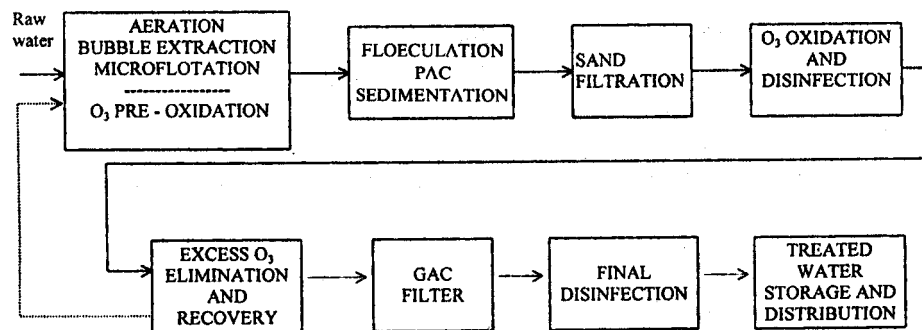 Raw
water
AERATION
BUBBLE EXTRACTION
MICROFLOTATION
O₃ PRE - OXIDATION
FLOECULATION
PAC
SEDIMENTATION
SAND
FILTRATION
O₃ OXIDATION
AND
DISINFECTION
EXCESS O₃
ELIMINATION
AND
RECOVERY
GAC
FILTER
FINAL
DISINFECTION
TREATED
WATER
STORAGE AND
DISTRIBUTION